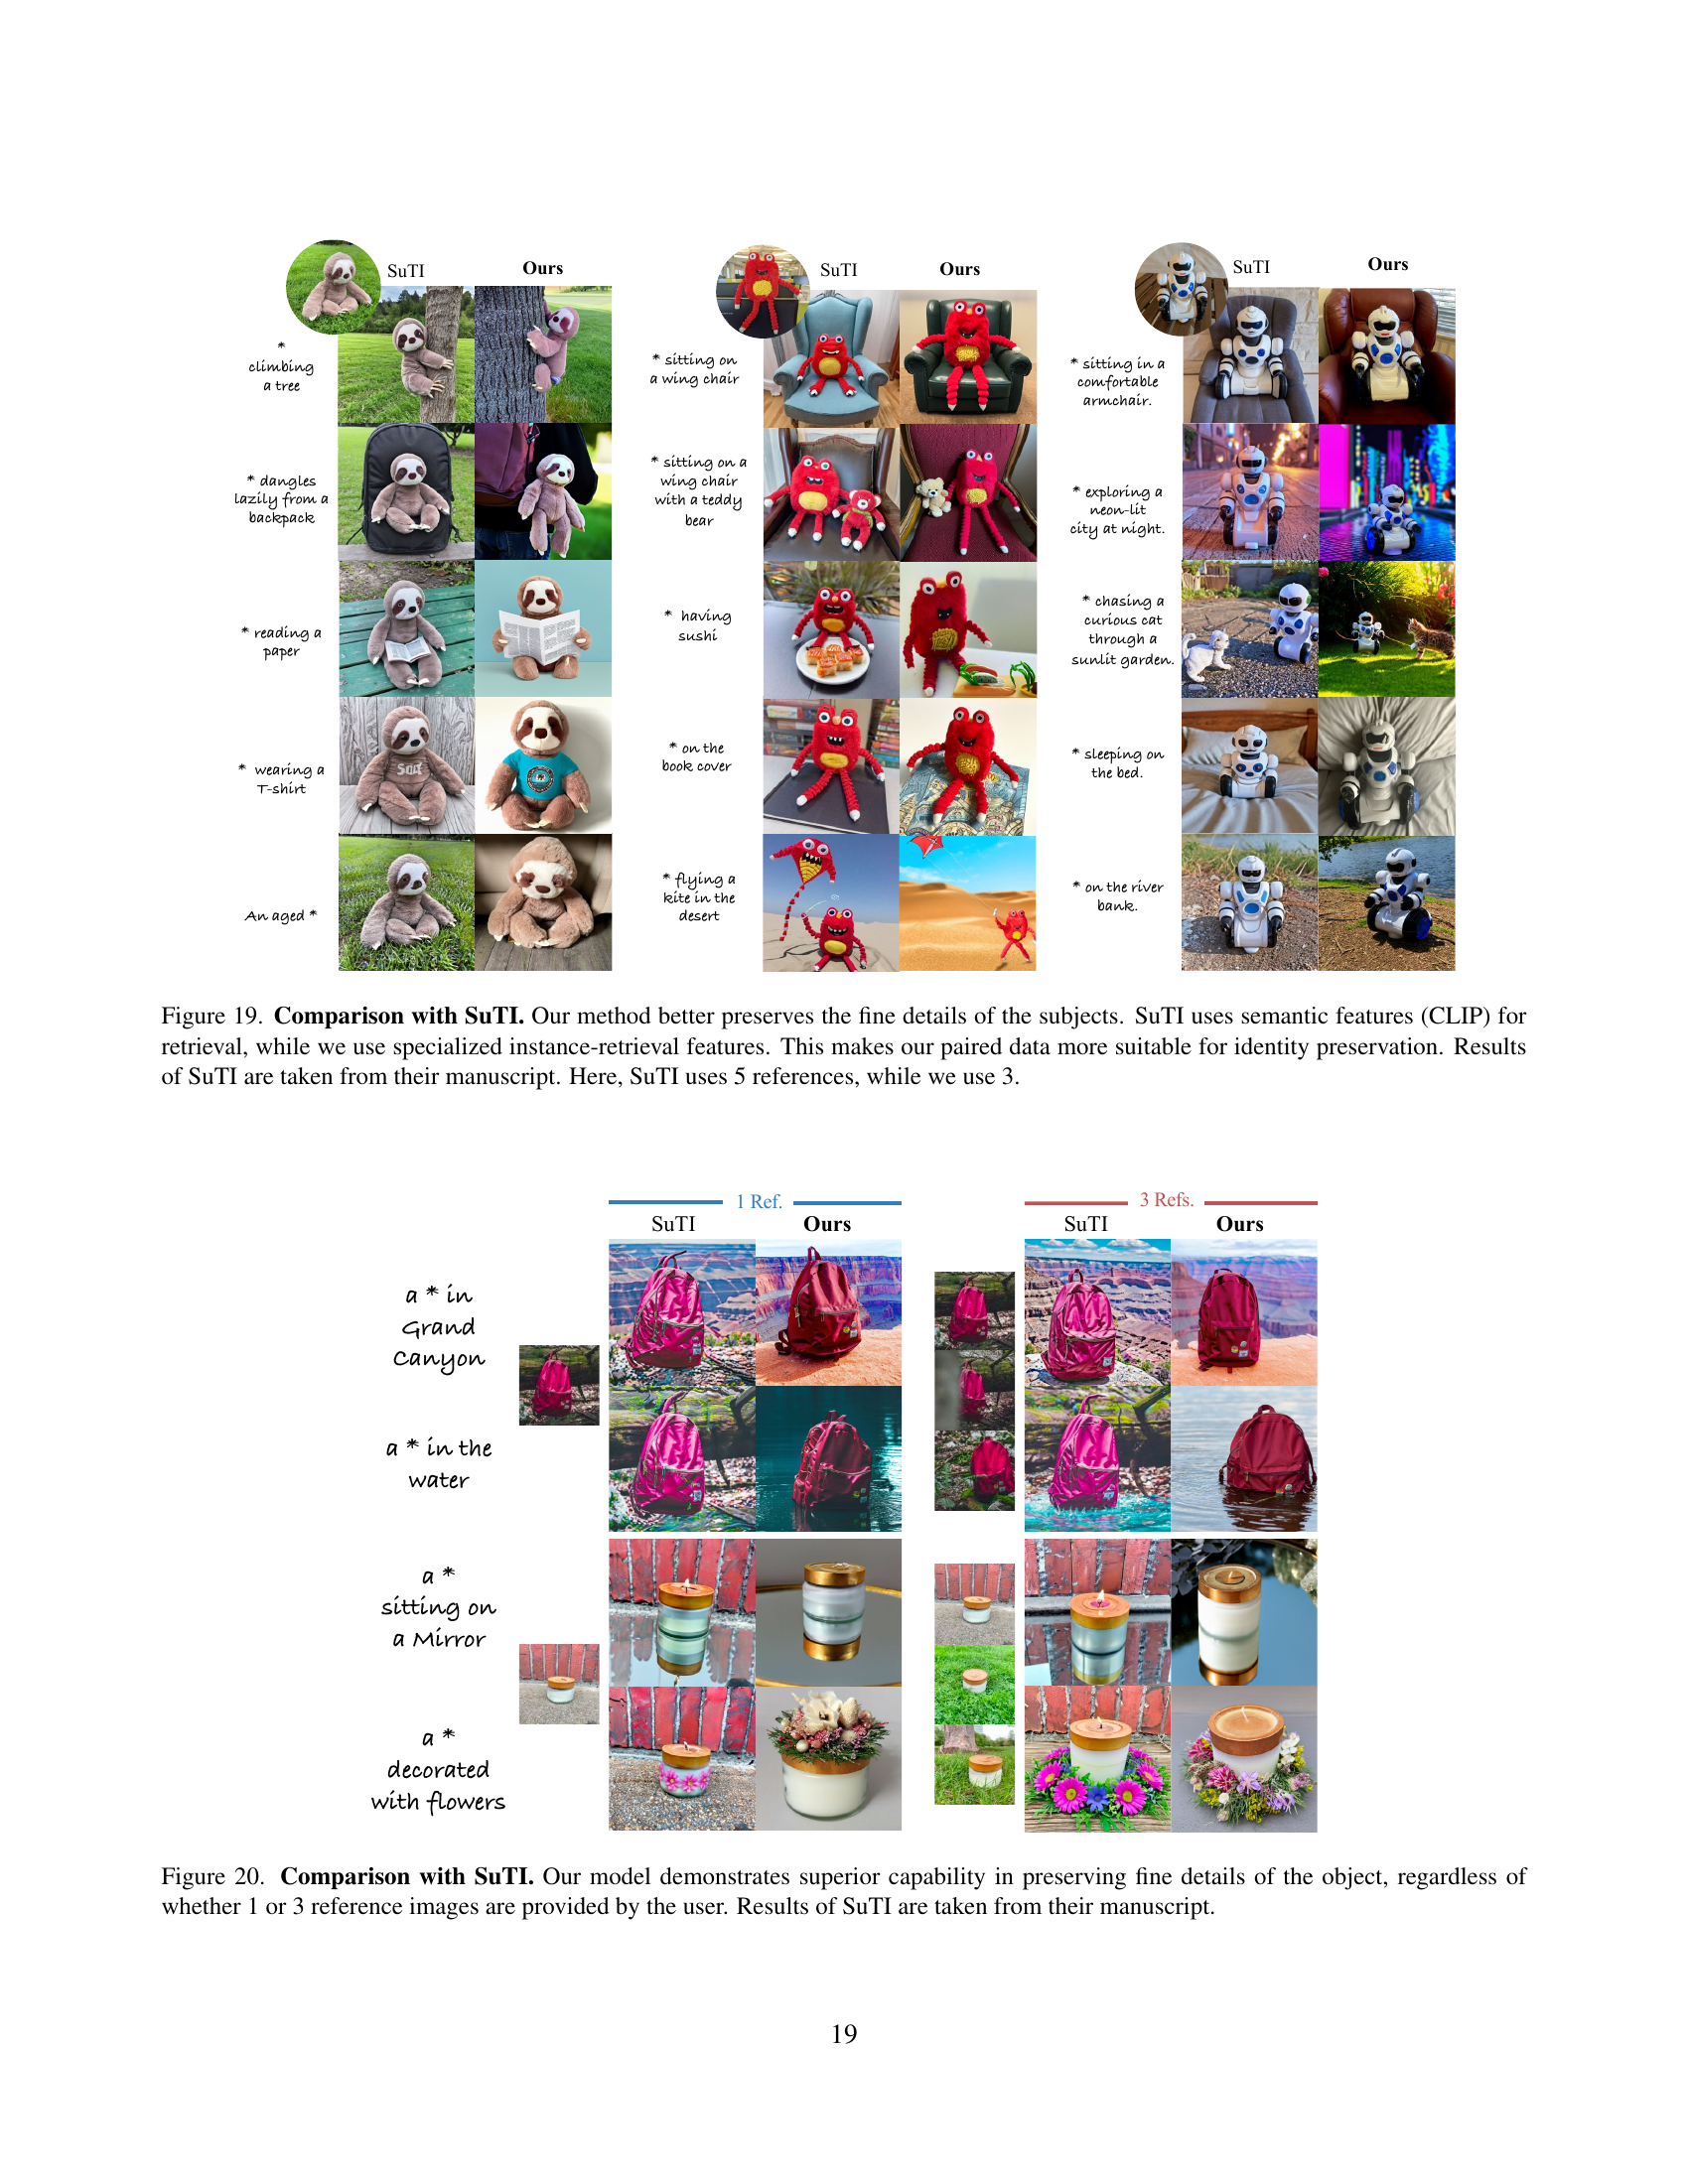 SuTI
Ours
*
climbing
a tree
* dangles
lazily from a
backpack
* reading a
paper
* wearing a
T-shirt
An aged *
SuTI
Ours
* sitting on
a wing chair
* sitting on a
wing chair
with a teddy
bear
* having
sushi
* on the
book cover
* flying a
kite in the
desert
SuTI
Ours
* sitting in a
comfortable
armchair.
* exploring a
neon-lit
city at night.
* chasing a
curious cat
through a
sunlit garden.
* sleeping on
the bed.
* on the river
bank.
Figure 19. Comparison with SuTI. Our method better preserves the fine details of the subjects. SuTI uses semantic features (CLIP) for
retrieval, while we use specialized instance-retrieval features. This makes our paired data more suitable for identity preservation. Results
of SuTI are taken from their manuscript. Here, SuTI uses 5 references, while we use 3.
1 Ref.
SuTI
Ours
3 Refs.
SuTI
Ours
a * in
Grand
Canyon
a * in the
water
a *
sitting on
a Mirror
a *
decorated
with flowers
Figure 20. Comparison with SuTI. Our model demonstrates superior capability in preserving fine details of the object, regardless of
whether 1 or 3 reference images are provided by the user. Results of SuTI are taken from their manuscript.
19